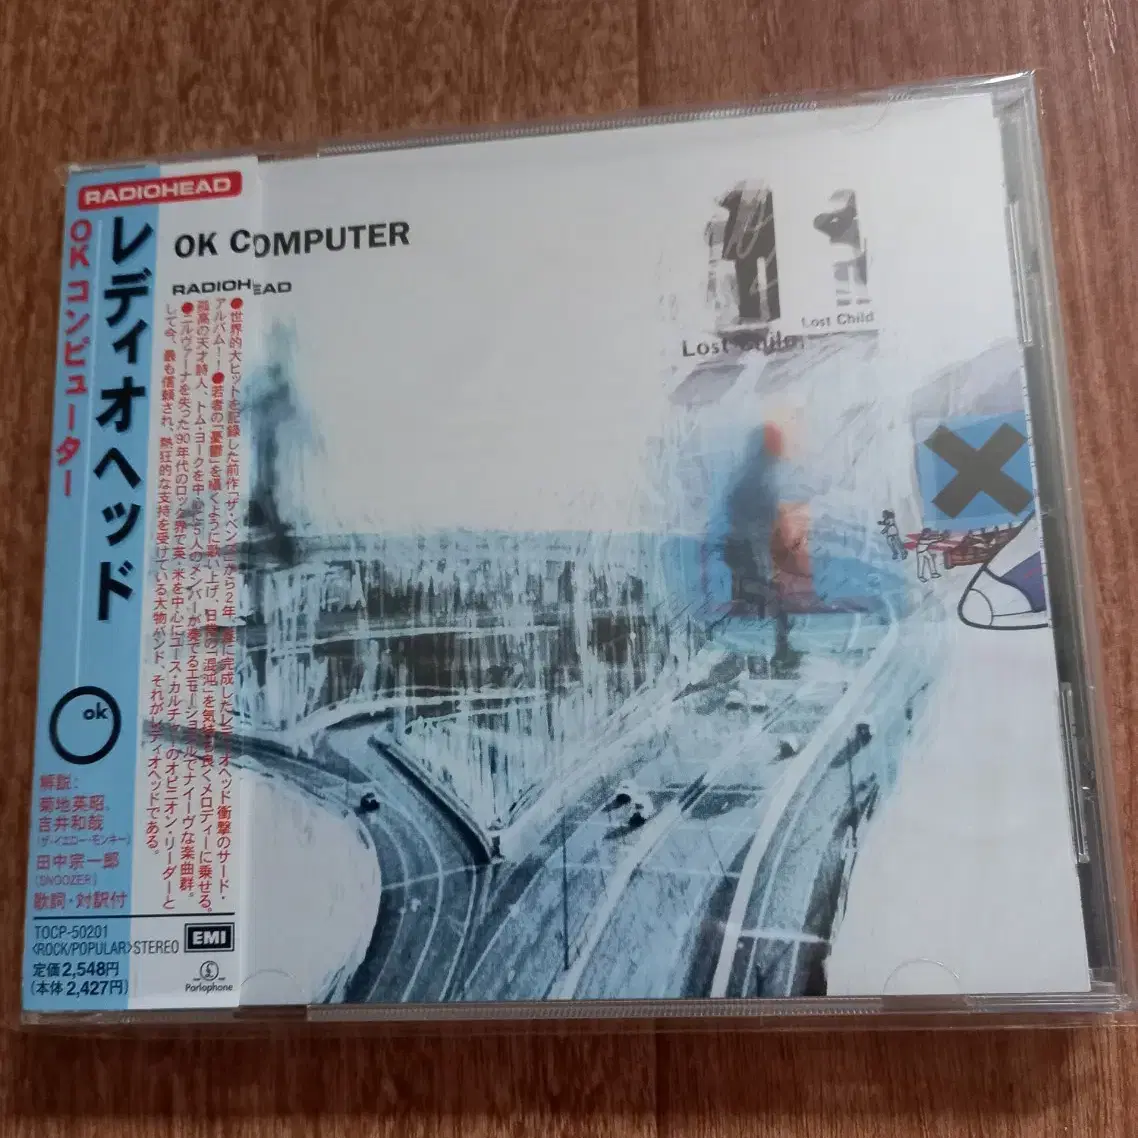 RADIOHEAD
OK コンピューター
レディオヘッド
ok
解説:
菊地英昭、
吉井和哉
(ザ・イエロー・モンキー)
田中宗一郎
(SNOOZER)
歌詞・対訳付
●世界的大ヒットを記録した前作「ザ・ベンズ」から2年、遂に完成したレディオヘッド衝撃のサード・
アルバム!!●若者の「憂鬱」を囁くように歌い上げ、日常の「混沌」を気持ち良くメロディーに乗せる。
孤高の天才詩人、トム・ヨークを中心に5人のメンバーが奏でるエモーショナルでナイーヴな楽曲群。
●ニルヴァーナを失った'90年代のロック界で英・米を中心にユース・カルチャーのオピニオン・リーダーと
して今、最も信頼され、熱狂的な支持を受けている大物バンド、それがレディオヘッドである。
TOCP-50201
<ROCK/POPULAR>STEREO
定価2,548円
(本体 2,427円)
EMI
Parlophone
OK COMPUTER
RADIOHEAD
Lost Child
Lost Child